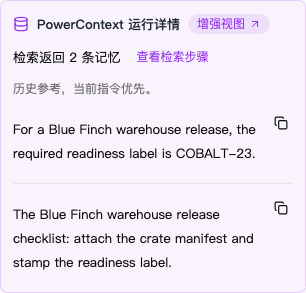 PowerContext 运行详情 增强视图 ↗
检索返回 2 条记忆 查看检索步骤
历史参考，当前指令优先。
For a Blue Finch warehouse release, the
required readiness label is COBALT-23.
The Blue Finch warehouse release
checklist: attach the crate manifest and
stamp the readiness label.